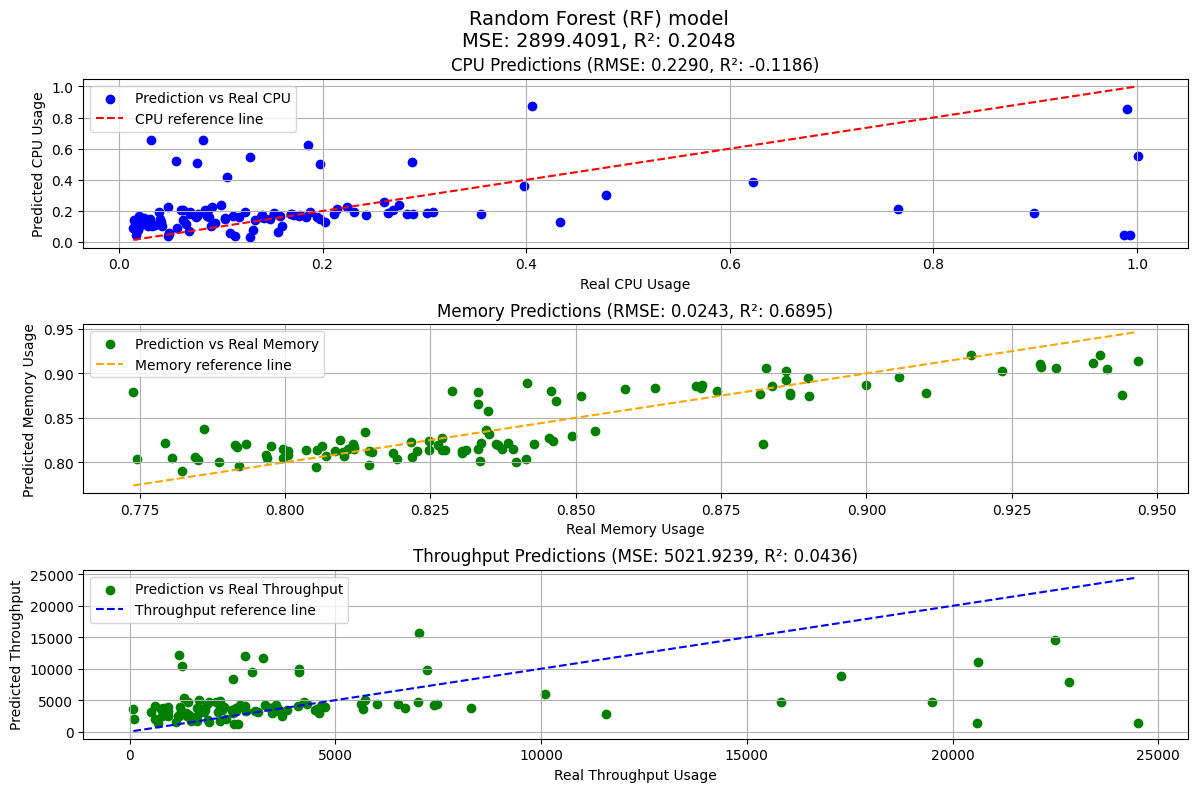 Random Forest (RF) model
MSE: 2899.4091, R²: 0.2048
CPU Predictions (RMSE: 0.2290, R²: -0.1186)
Prediction vs Real CPU
CPU reference line
Predicted CPU Usage
1.0
0.8
0.6
0.4
0.2
0.0
0.0 0.2 0.4 0.6 0.8 1.0
Real CPU Usage
Memory Predictions (RMSE: 0.0243, R²: 0.6895)
Prediction vs Real Memory
Memory reference line
Predicted Memory Usage
0.95
0.90
0.85
0.80
0.775 0.800 0.825 0.850 0.875 0.900 0.925 0.950
Real Memory Usage
Throughput Predictions (MSE: 5021.9239, R²: 0.0436)
Prediction vs Real Throughput
Throughput reference line
Predicted Throughput
25000
20000
15000
10000
5000
0
0 5000 10000 15000 20000 25000
Real Throughput Usage